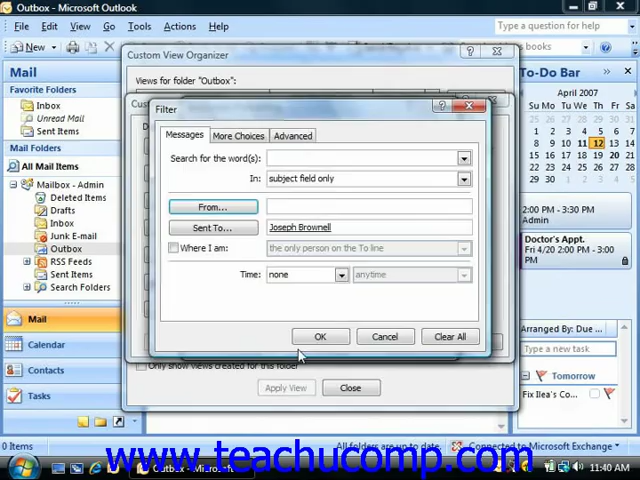 Outbox - Microsoft Outlook
File Edit View Go Tools Actions Help
Type a question for help
New
books
Mail
Favorite Folders
Inbox
Unread Mail
Sent Items
Mail Folders
All Mail Items
Mailbox - Admin
Deleted Items
Drafts
Inbox
Junk E-mail
Outbox
RSS Feeds
Sent Items
Search Folders
Mail
Calendar
Contacts
Tasks
0 Items
Custom View Organizer
Views for folder "Outbox":
Filter
Messages More Choices Advanced
Search for the word(s):
In: subject field only
From...
Sent To... Joseph Brownell
Where I am: the only person on the To line
Time: none anytime
OK Cancel Clear All
Only show views created for this folder
Apply View Close
To-Do Bar
April 2007
Su Mo Tu We Th Fr Sa
1 2 3 4 5 6 7
8 9 10 11 12 13 14
15 16 17 18 19 20 21
22 23 24 25 26 27 28
29 30
2:00 PM - 3:30 PM
Admin
Doctor's Appt.
Fri 4/20 2:00 PM - 3:00 PM
Arranged By: Due
Type a new task
Tomorrow
Fix Ilea's Co...
All folders are up to date. Connected to Microsoft Exchange
www.teachucomp.com
Outbox - Microsoft
11:40 AM